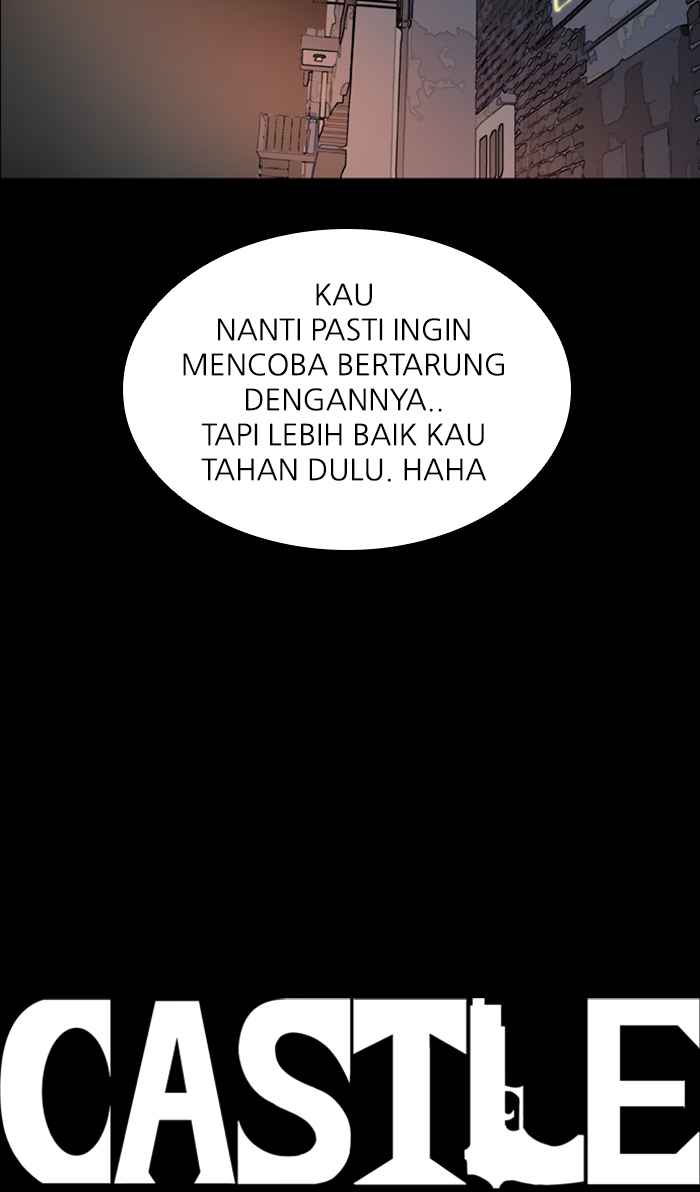 KAU
NANTI PASTI INGIN
MENCOBA BERTARUNG
DENGANNYA..
TAPI LEBIH BAIK KAU
TAHAN DULU. HAHA
CASTLE